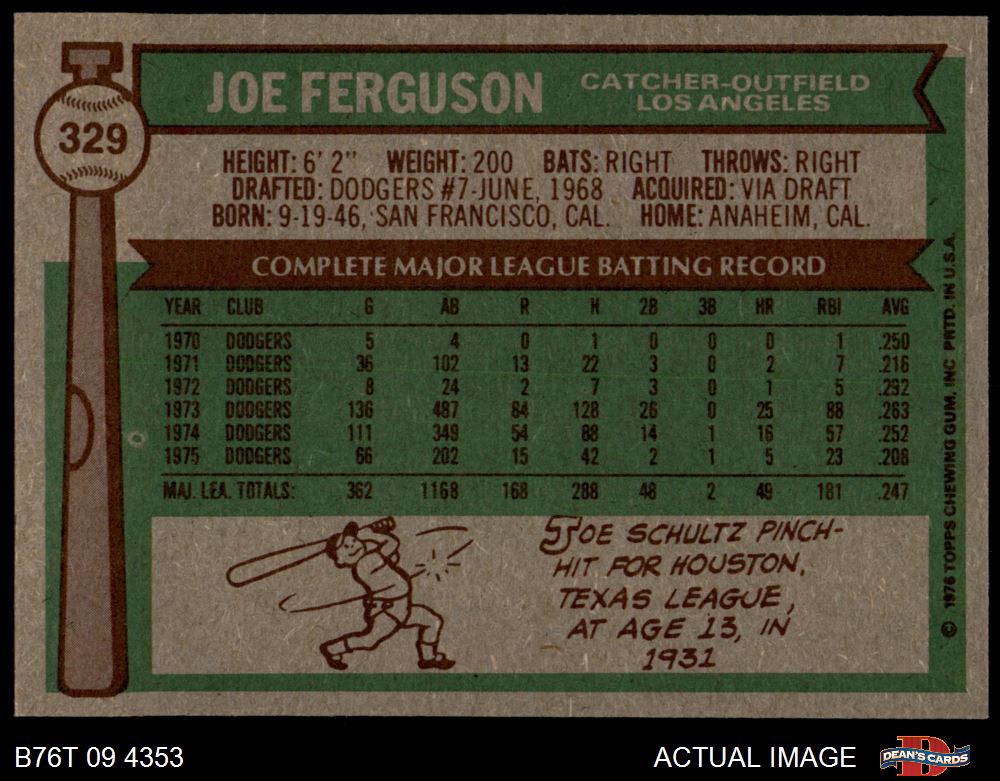 329
JOE FERGUSON
CATCHER-OUTFIELD
LOS ANGELES
HEIGHT: 6' 2" WEIGHT: 200 BATS: RIGHT THROWS: RIGHT
DRAFTED: DODGERS #7-JUNE, 1968 ACQUIRED: VIA DRAFT
BORN: 9-19-46, SAN FRANCISCO, CAL. HOME: ANAHEIM, CAL.
COMPLETE MAJOR LEAGUE BATTING RECORD
YEAR CLUB G AB R H 2B 3B HR RBI AVG
1970 DODGERS 5 4 0 1 0 0 0 1 .250
1971 DODGERS 36 102 13 22 3 0 2 7 .216
1972 DODGERS 8 24 2 7 3 0 1 5 .292
1973 DODGERS 136 487 84 128 26 0 25 88 .263
1974 DODGERS 111 349 54 88 14 1 16 57 .252
1975 DODGERS 66 202 15 42 2 1 5 23 .208
MAJ. LEA. TOTALS: 362 1168 168 288 48 2 49 181 .247
JOE SCHULTZ PINCH-
HIT FOR HOUSTON,
TEXAS LEAGUE,
AT AGE 13, IN
1931
© 1976 TOPPS CHEWING GUM, INC PRTD. IN U.S.A.
B76T 09 4353
ACTUAL IMAGE
D
DEAN'S CARDS